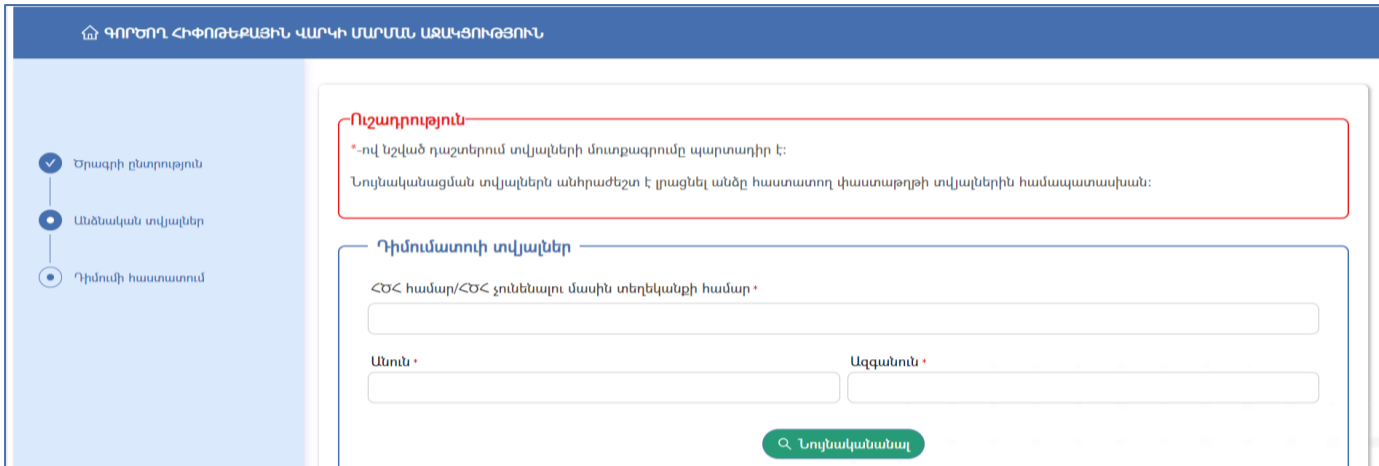 ԳՈՐԾՈՂ ՀԻՓՈԹԵՔԱՅԻՆ ՎԱՐԿԻ ՄԱՐՄԱՆ ԱՋԱԿՑՈՒԹՅՈՒՆ
Ծրագրի ընտրություն
Անձնական տվյալներ
Դիմումի հաստատում
Ուշադրություն
*-ով նշված դաշտերում տվյալների մուտքագրումը պարտադիր է:
Նույնականացման տվյալներն անհրաժեշտ է լրացնել անձը հաստատող փաստաթղթի տվյալներին համապատասխան:
Դիմումատուի տվյալներ
ՀԾՀ համար/ՀԾՀ չունենալու մասին տեղեկանքի համար *
Անուն * Ազգանուն *
Նույնականանալ